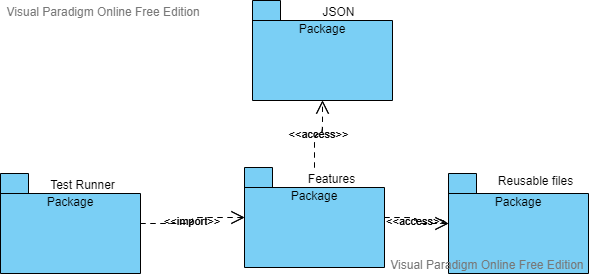 Visual Paradigm Online Free Edition
JSON
Package
<<access>>
Test Runner
Package
<<import>>
Features
Package
<<access>>
Reusable files
Package
Visual Paradigm Online Free Edition